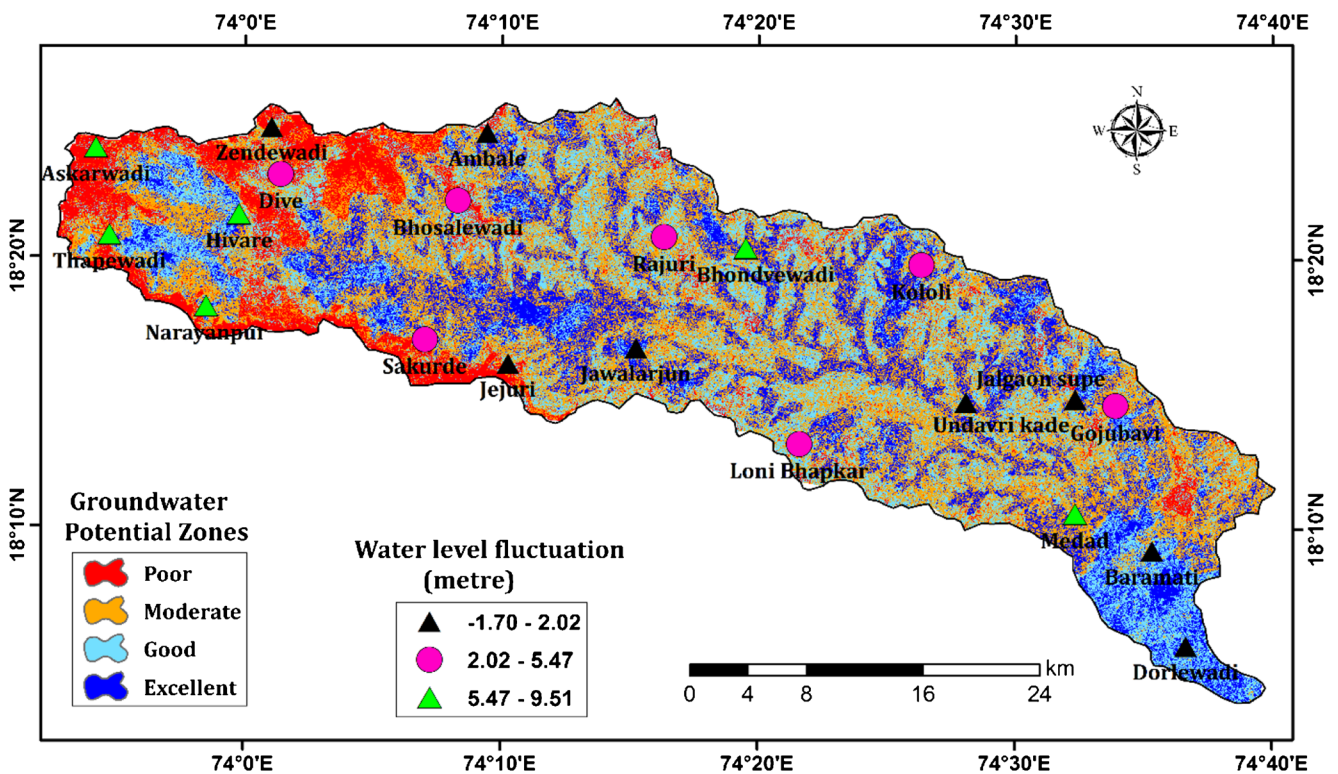 74°0'E 74°10'E 74°20'E 74°30'E 74°40'E
N
W E
S
Zendewadi
Ambale
Askarwadi
Dive
Bhosalewadi
Hivare
Thapewadi
Rajuri
Bhondvewadi
Kololi
18°20'N 18°20'N
Narayanpur
Sakurde
Jejuri
Jawalarjun
Jalgaon supe
Undavri kade
Gojubavi
Loni Bhapkar
Medad
Baramati
Dorlewadi
18°10'N 18°10'N
Groundwater
Potential Zones
Poor
Moderate
Good
Excellent
Water level fluctuation
(metre)
-1.70 - 2.02
2.02 - 5.47
5.47 - 9.51
km
0 4 8 16 24
74°0'E 74°10'E 74°20'E 74°30'E 74°40'E